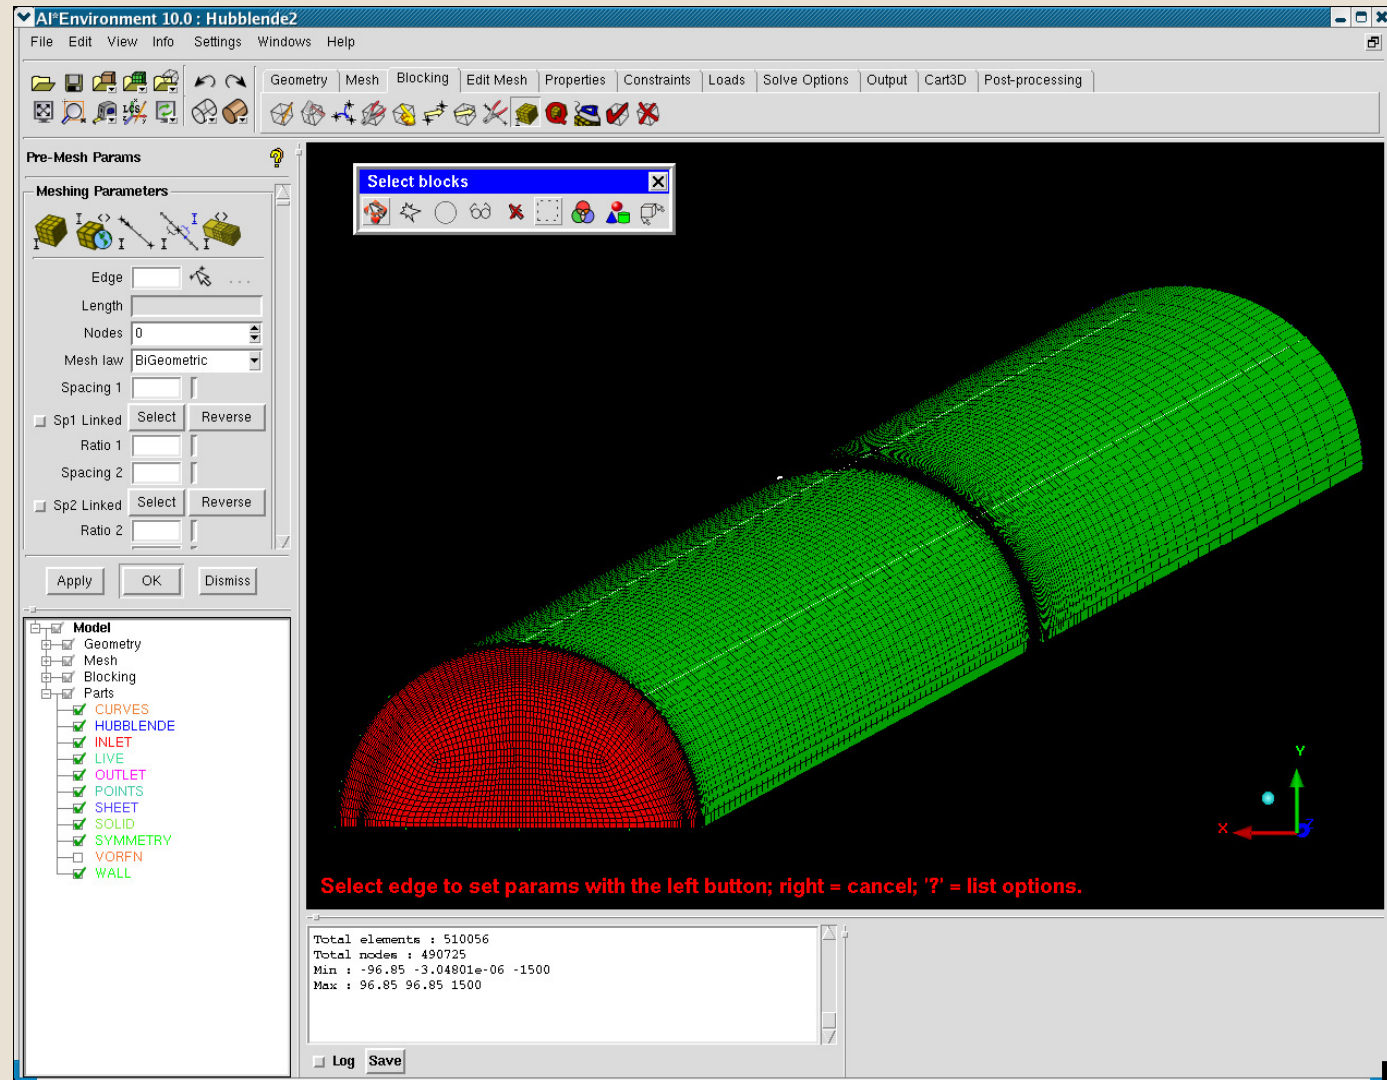 AI*Environment 10.0 : Hubblende2
File Edit View Info Settings Windows Help
Geometry Mesh Blocking Edit Mesh Properties Constraints Loads Solve Options Output Cart3D Post-processing
Pre-Mesh Params
Meshing Parameters
Edge ...
Length
Nodes 0
Mesh law BiGeometric
Spacing 1
Sp1 Linked Select Reverse
Ratio 1
Spacing 2
Sp2 Linked Select Reverse
Ratio 2
Apply OK Dismiss
Model
Geometry
Mesh
Blocking
Parts
CURVES
HUBBLENDE
INLET
LIVE
OUTLET
POINTS
SHEET
SOLID
SYMMETRY
VORFN
WALL
Select blocks
Y
X
Z
Select edge to set params with the left button; right = cancel; '?' = list options.
Total elements : 510056
Total nodes : 490725
Min : -96.85 -3.04801e-06 -1500
Max : 96.85 96.85 1500
Log Save